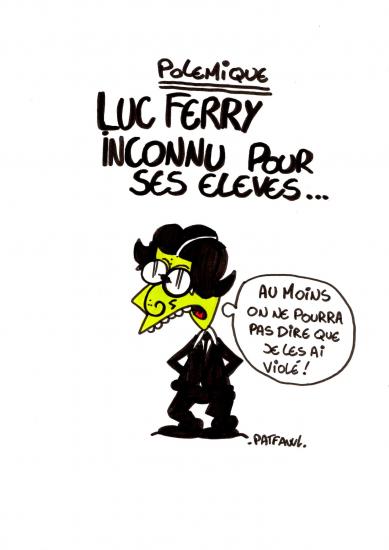 POLEMIQUE
LUC FERRY
INCONNU POUR
SES ELEVES...
AU MOINS
ON NE POURRA
PAS DIRE QUE
JE LES AI
VIOLÉ !
.PATFAWL.